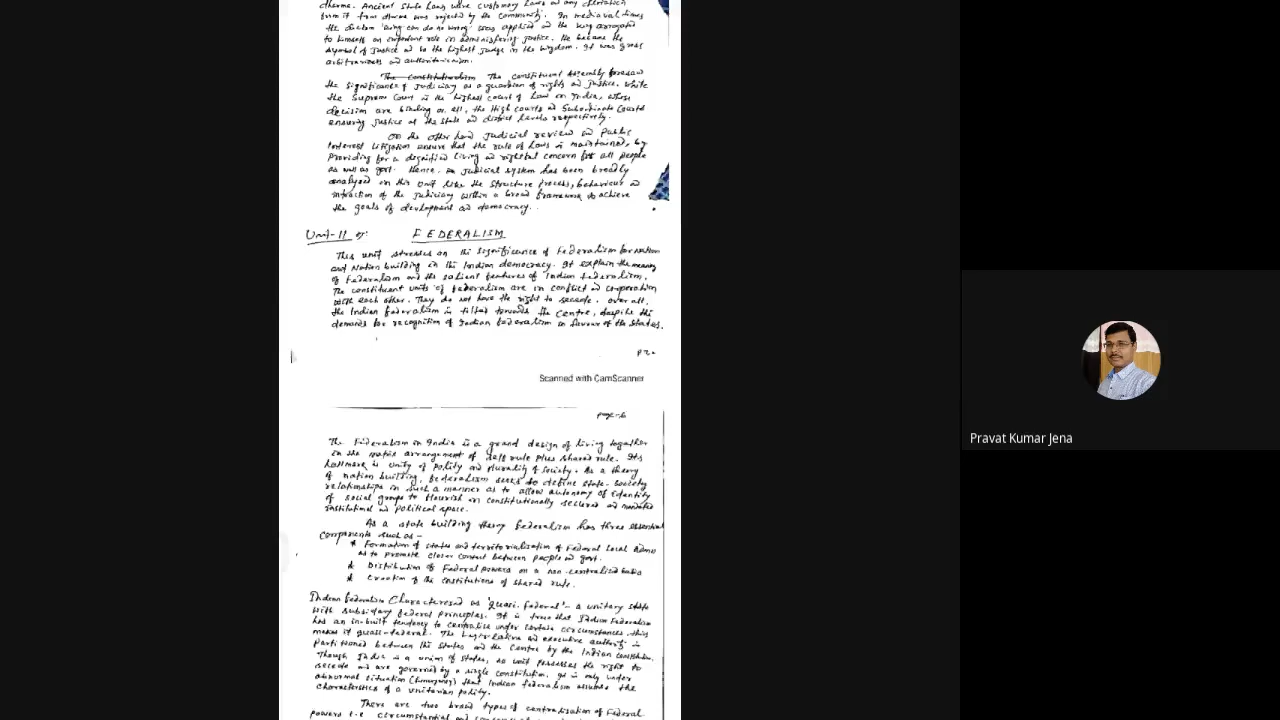 dharma. Ancient State Laws were customary Laws and any deviation
from it from dharma was rejected by the community. In mediaval times
the doctrine 'King can do no wrong' was applied and the king arrogated
to himself an important role in administering justice. He became the
symbol of Justice and so the highest Judge in the kingdom. It was gross
arbitrariness and authoritarianism.
The constitutionalism The constituent Assembly foresaw
the significance of judiciary as a guardian of rights and justice. While
the Supreme Court is the highest court of Law in India, whose
decision are binding on all, the High courts and Subordinate Courts
ensuring justice at the state and district levels respectively.
On the other hand judicial review and Public
Interest Litigation ensure that the rule of Laws is maintained, by
providing for a dignified living and rightful concern for all people
as well as govt. Hence, judicial system has been broadly
analysed in this Unit like the structure process, behaviour and
interaction of the judiciary within a broad framework to achieve
the goals of development and democracy.
Unit-II FEDERALISM
This unit stresses on the significance of Federalism formation
and Nation building in the Indian democracy. It explain the meaning
of Federalism and the salient features of Indian federalism.
The constituent units of federalism are in conflict and cooperation
with each other. They do not have the right to secede. Over all,
the Indian federalism is tilted towards the Centre, despite the
demands for recognition of Indian federalism in favour of the States.
Scanned with CamScanner
page-6
The Federalism in India is a grand design of living together
in the matrix arrangement of self rule plus shared rule. Its
hallmark is unity of polity and plurality of society. As a theory
of nation building, federalism seeks to define state-society
relationships in such a manner as to allow autonomy of identity
of social groups to flourish in constitutionally secured and mandated
institutional and political space.
As a state building theory federalism has three essential
components such as -
* Formation of states and territorialization of Federal Local Admn
as to promote closer contact between people and govt.
* Distribution of Federal powers on a non-centralized basis
* Creation of the institutions of shared rule.
Indian federalism Characterized as 'quasi-federal' - a unitary state
with subsidiary federal principles. It is true that Indian Federalism
has an in-built tendency to centralise under certain circumstances, this
makes it quasi-federal. The Legislative and executive authority is
partitioned between the States and the Centre by the Indian constitution.
Though India is a union of states, no unit possesses the right to
secede and are governed by a single constitution. It is only under
abnormal situation (Emergency) that Indian federalism assumes the
characteristics of a unitarian polity.
There are two broad types of centralisation of Federal
powers i.e circumstantial and
Pravat Kumar Jena